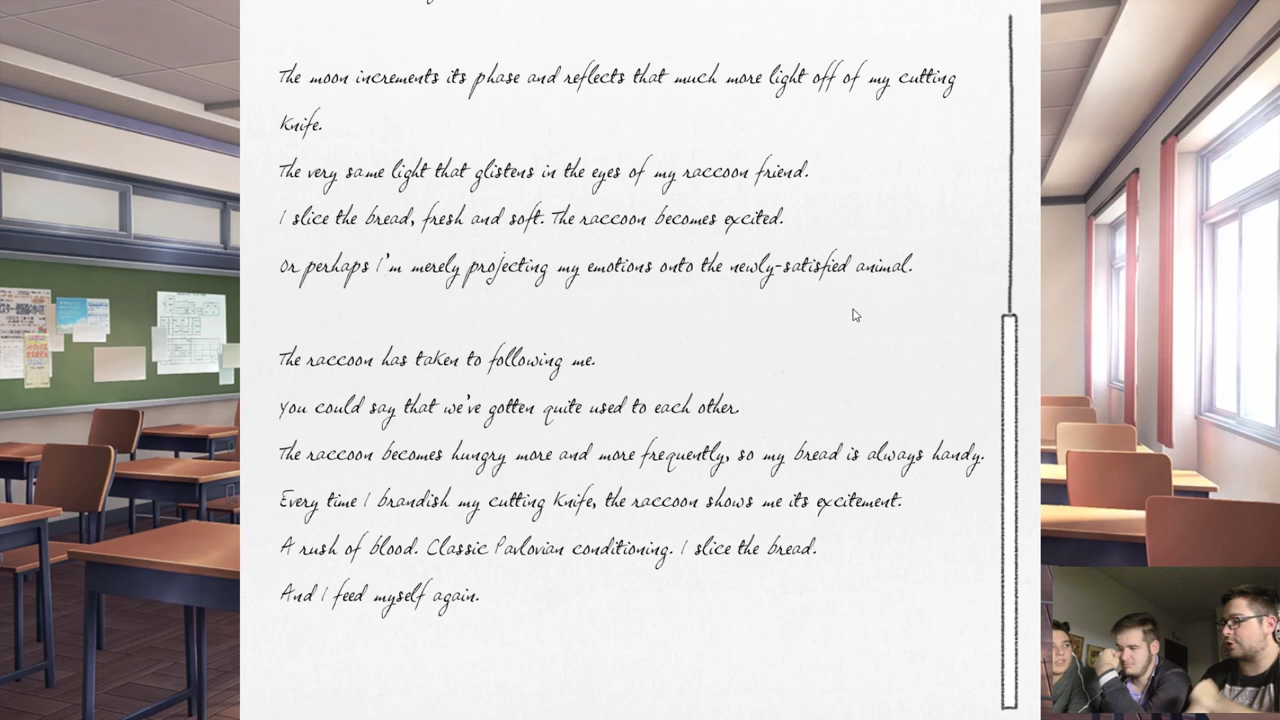 The moon increments its phase and reflects that much more light off of my cutting
knife.
The very same light that glistens in the eyes of my raccoon friend.
I slice the bread, fresh and soft. The raccoon becomes excited.
Or perhaps I'm merely projecting my emotions onto the newly-satisfied animal.
The raccoon has taken to following me.
You could say that we've gotten quite used to each other.
The raccoon becomes hungry more and more frequently, so my bread is always handy.
Every time I brandish my cutting knife, the raccoon shows me its excitement.
A rush of blood. Classic Pavlovian conditioning. I slice the bread.
And I feed myself again.